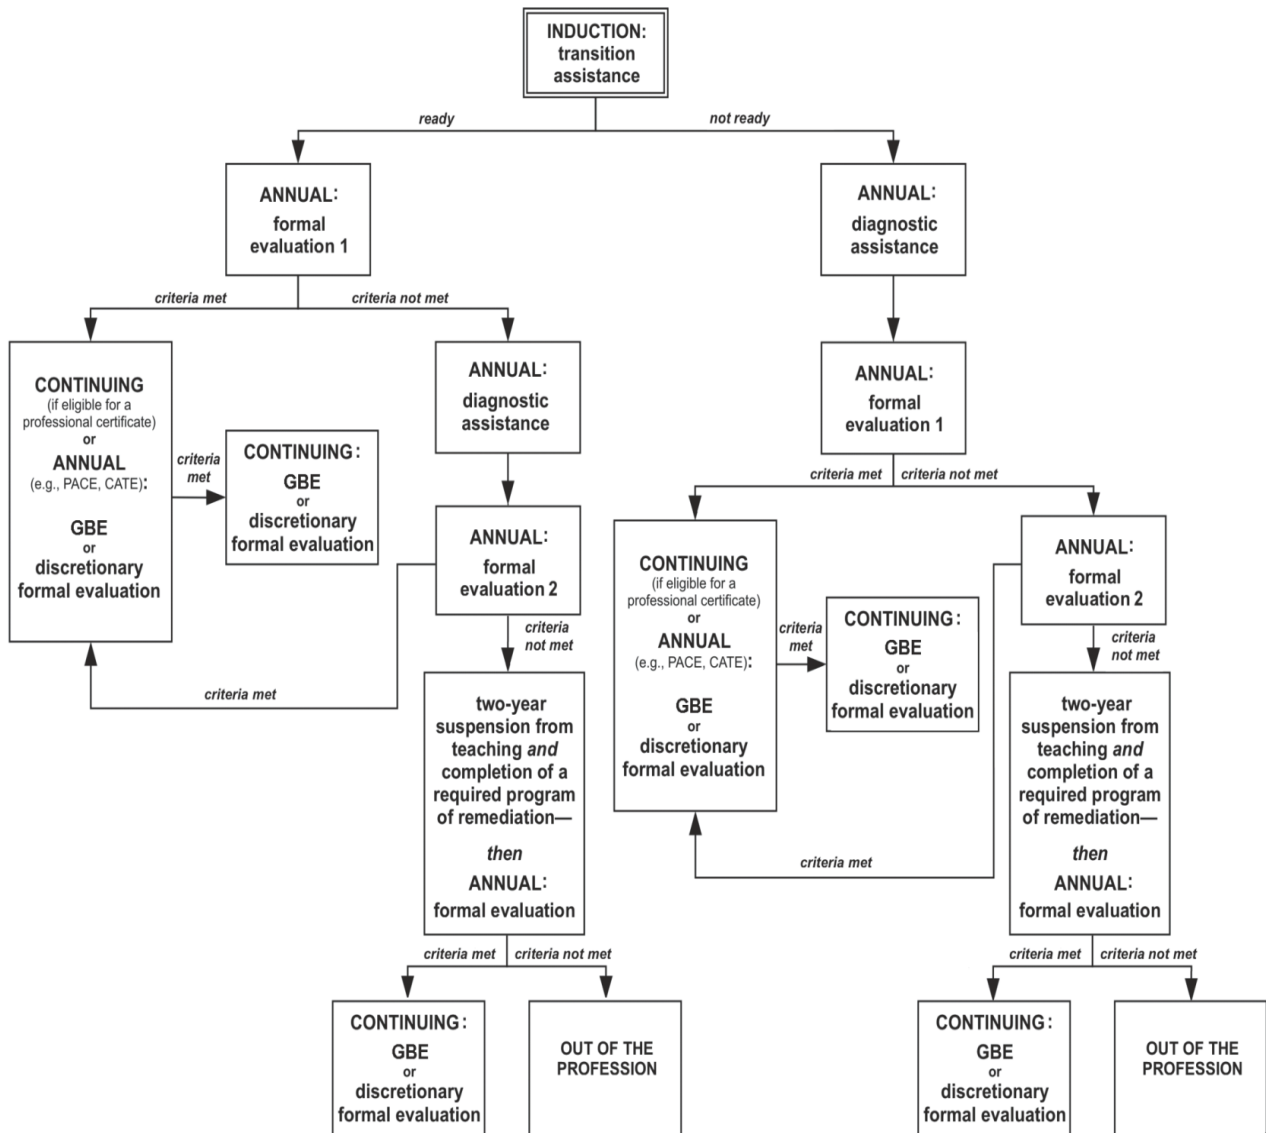 INDUCTION:
transition
assistance
ready
not ready
ANNUAL:
formal
evaluation 1
ANNUAL:
diagnostic
assistance
criteria met
criteria not met
CONTINUING
(if eligible for a
professional certificate)
or
ANNUAL
(e.g., PACE, CATE):
GBE
or
discretionary
formal evaluation
criteria
met
CONTINUING:
GBE
or
discretionary
formal evaluation
ANNUAL:
diagnostic
assistance
ANNUAL:
formal
evaluation 2
criteria
not met
criteria met
two-year
suspension from
teaching and
completion of a
required program
of remediation—
then
ANNUAL:
formal evaluation
criteria met
criteria not met
CONTINUING:
GBE
or
discretionary
formal evaluation
OUT OF THE
PROFESSION
ANNUAL:
formal
evaluation 1
criteria met
criteria not met
CONTINUING
(if eligible for a
professional certificate)
or
ANNUAL
(e.g., PACE, CATE):
GBE
or
discretionary
formal evaluation
criteria
met
CONTINUING:
GBE
or
discretionary
formal evaluation
ANNUAL:
formal
evaluation 2
criteria
not met
criteria met
two-year
suspension from
teaching and
completion of a
required program
of remediation—
then
ANNUAL:
formal evaluation
criteria met
criteria not met
CONTINUING:
GBE
or
discretionary
formal evaluation
OUT OF THE
PROFESSION